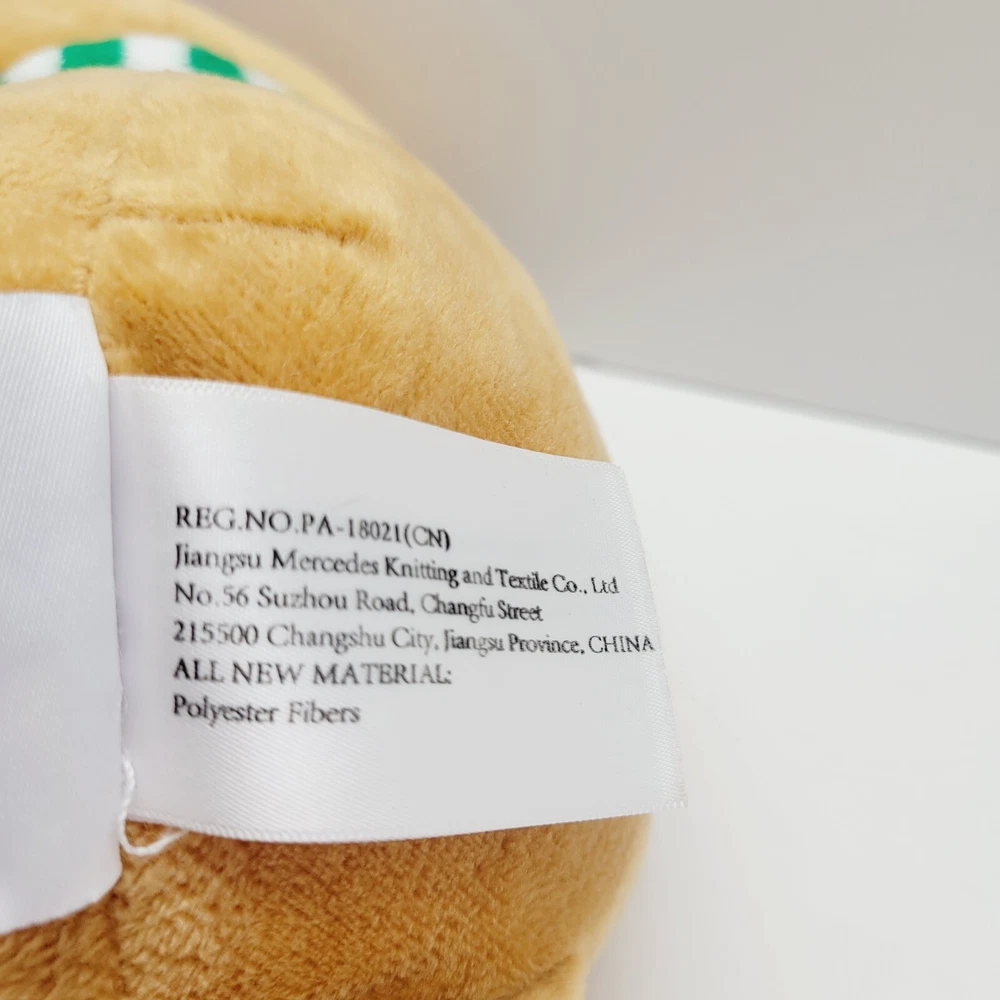 REG.NO.PA-18021(CN)
Jiangsu Mercedes Knitting and Textile Co., Ltd
No.56 Suzhou Road, Changfu Street
215500 Changshu City, Jiangsu Province, CHINA
ALL NEW MATERIAL:
Polyester Fibers